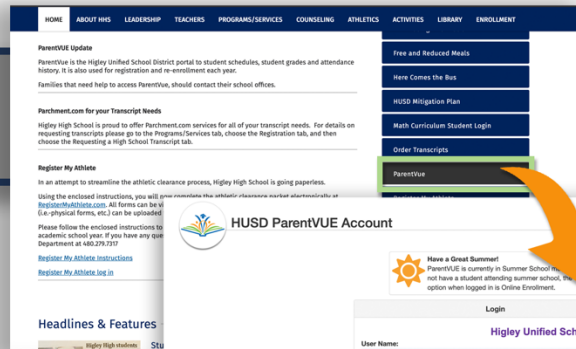 HOME ABOUT HHS LEADERSHIP TEACHERS PROGRAMS/SERVICES COUNSELING ATHLETICS ACTIVITIES LIBRARY ENROLLMENT
ParentVUE Update
ParentVue is the Higley Unified School District portal to student schedules, student grades and attendance
history. It is also used for registration and re-enrollment each year.
Families that need help to access ParentVue, should contact their school offices.
Parchment.com for your Transcript Needs
Higley High School is proud to offer Parchment.com services for all of your transcript needs. For details on
requesting transcripts please go to the Programs/Services tab, choose the Registration tab, and then
choose the Requesting a High School Transcript tab.
Register My Athlete
In an attempt to streamline the athletic clearance process, Higley High School is going paperless.
Using the enclosed instructions, you will now complete the athletic clearance packet electronically at
RegisterMyAthlete.com. All forms can be vi
(i.e.-physical forms, etc.) can be uploaded
Please follow the enclosed instructions to
academic school year. If you have any que
Department at 480.279.7317
Register My Athlete Instructions
Register My Athlete log in
Headlines & Features
Higley High students
Stu
Free and Reduced Meals
Here Comes the Bus
HUSD Mitigation Plan
Math Curriculum Student Login
Order Transcripts
ParentVue
HUSD ParentVUE Account
Have a Great Summer!
ParentVUE is currently in Summer School m
not have a student attending summer school, the
option when logged in is Online Enrollment.
Login
Higley Unified Sch
User Name: